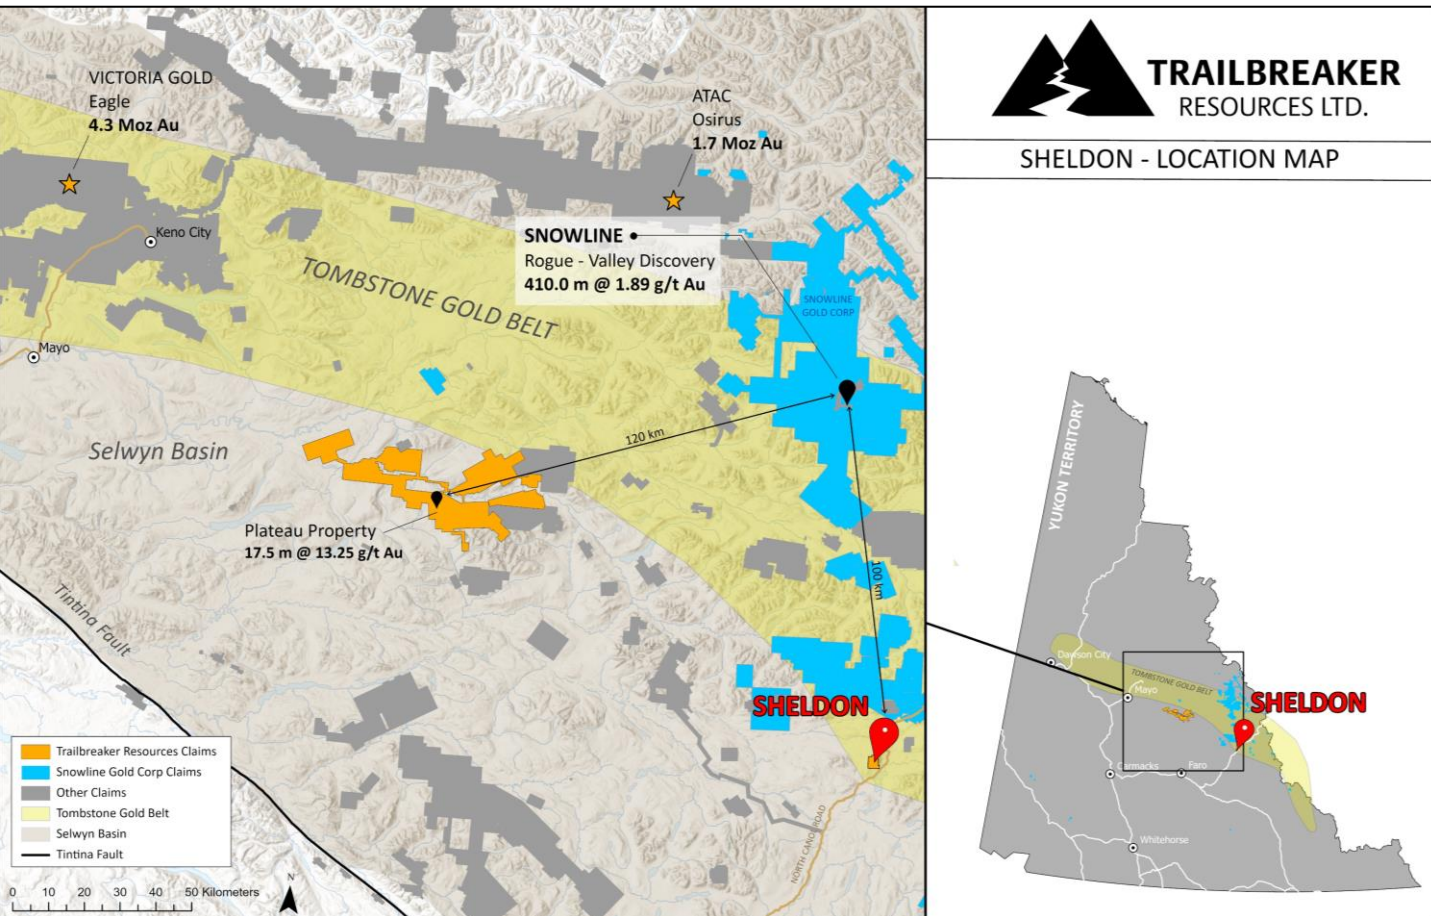 VICTORIA GOLD
Eagle
4.3 Moz Au
ATAC
Osirus
1.7 Moz Au
Keno City
SNOWLINE
Rogue - Valley Discovery
410.0 m @ 1.89 g/t Au
SNOWLINE
GOLD CORP
TOMBSTONE GOLD BELT
Mayo
120 km
Selwyn Basin
Plateau Property
17.5 m @ 13.25 g/t Au
100 km
Tintina Fault
SHELDON
NORTH CANOL ROAD
Trailbreaker Resources Claims
Snowline Gold Corp Claims
Other Claims
Tombstone Gold Belt
Selwyn Basin
Tintina Fault
0 10 20 30 40 50 Kilometers
N
TRAILBREAKER
RESOURCES LTD.
SHELDON - LOCATION MAP
YUKON TERRITORY
Dawson City
TOMBSTONE GOLD BELT
Mayo
SHELDON
Carmacks
Faro
Whitehorse